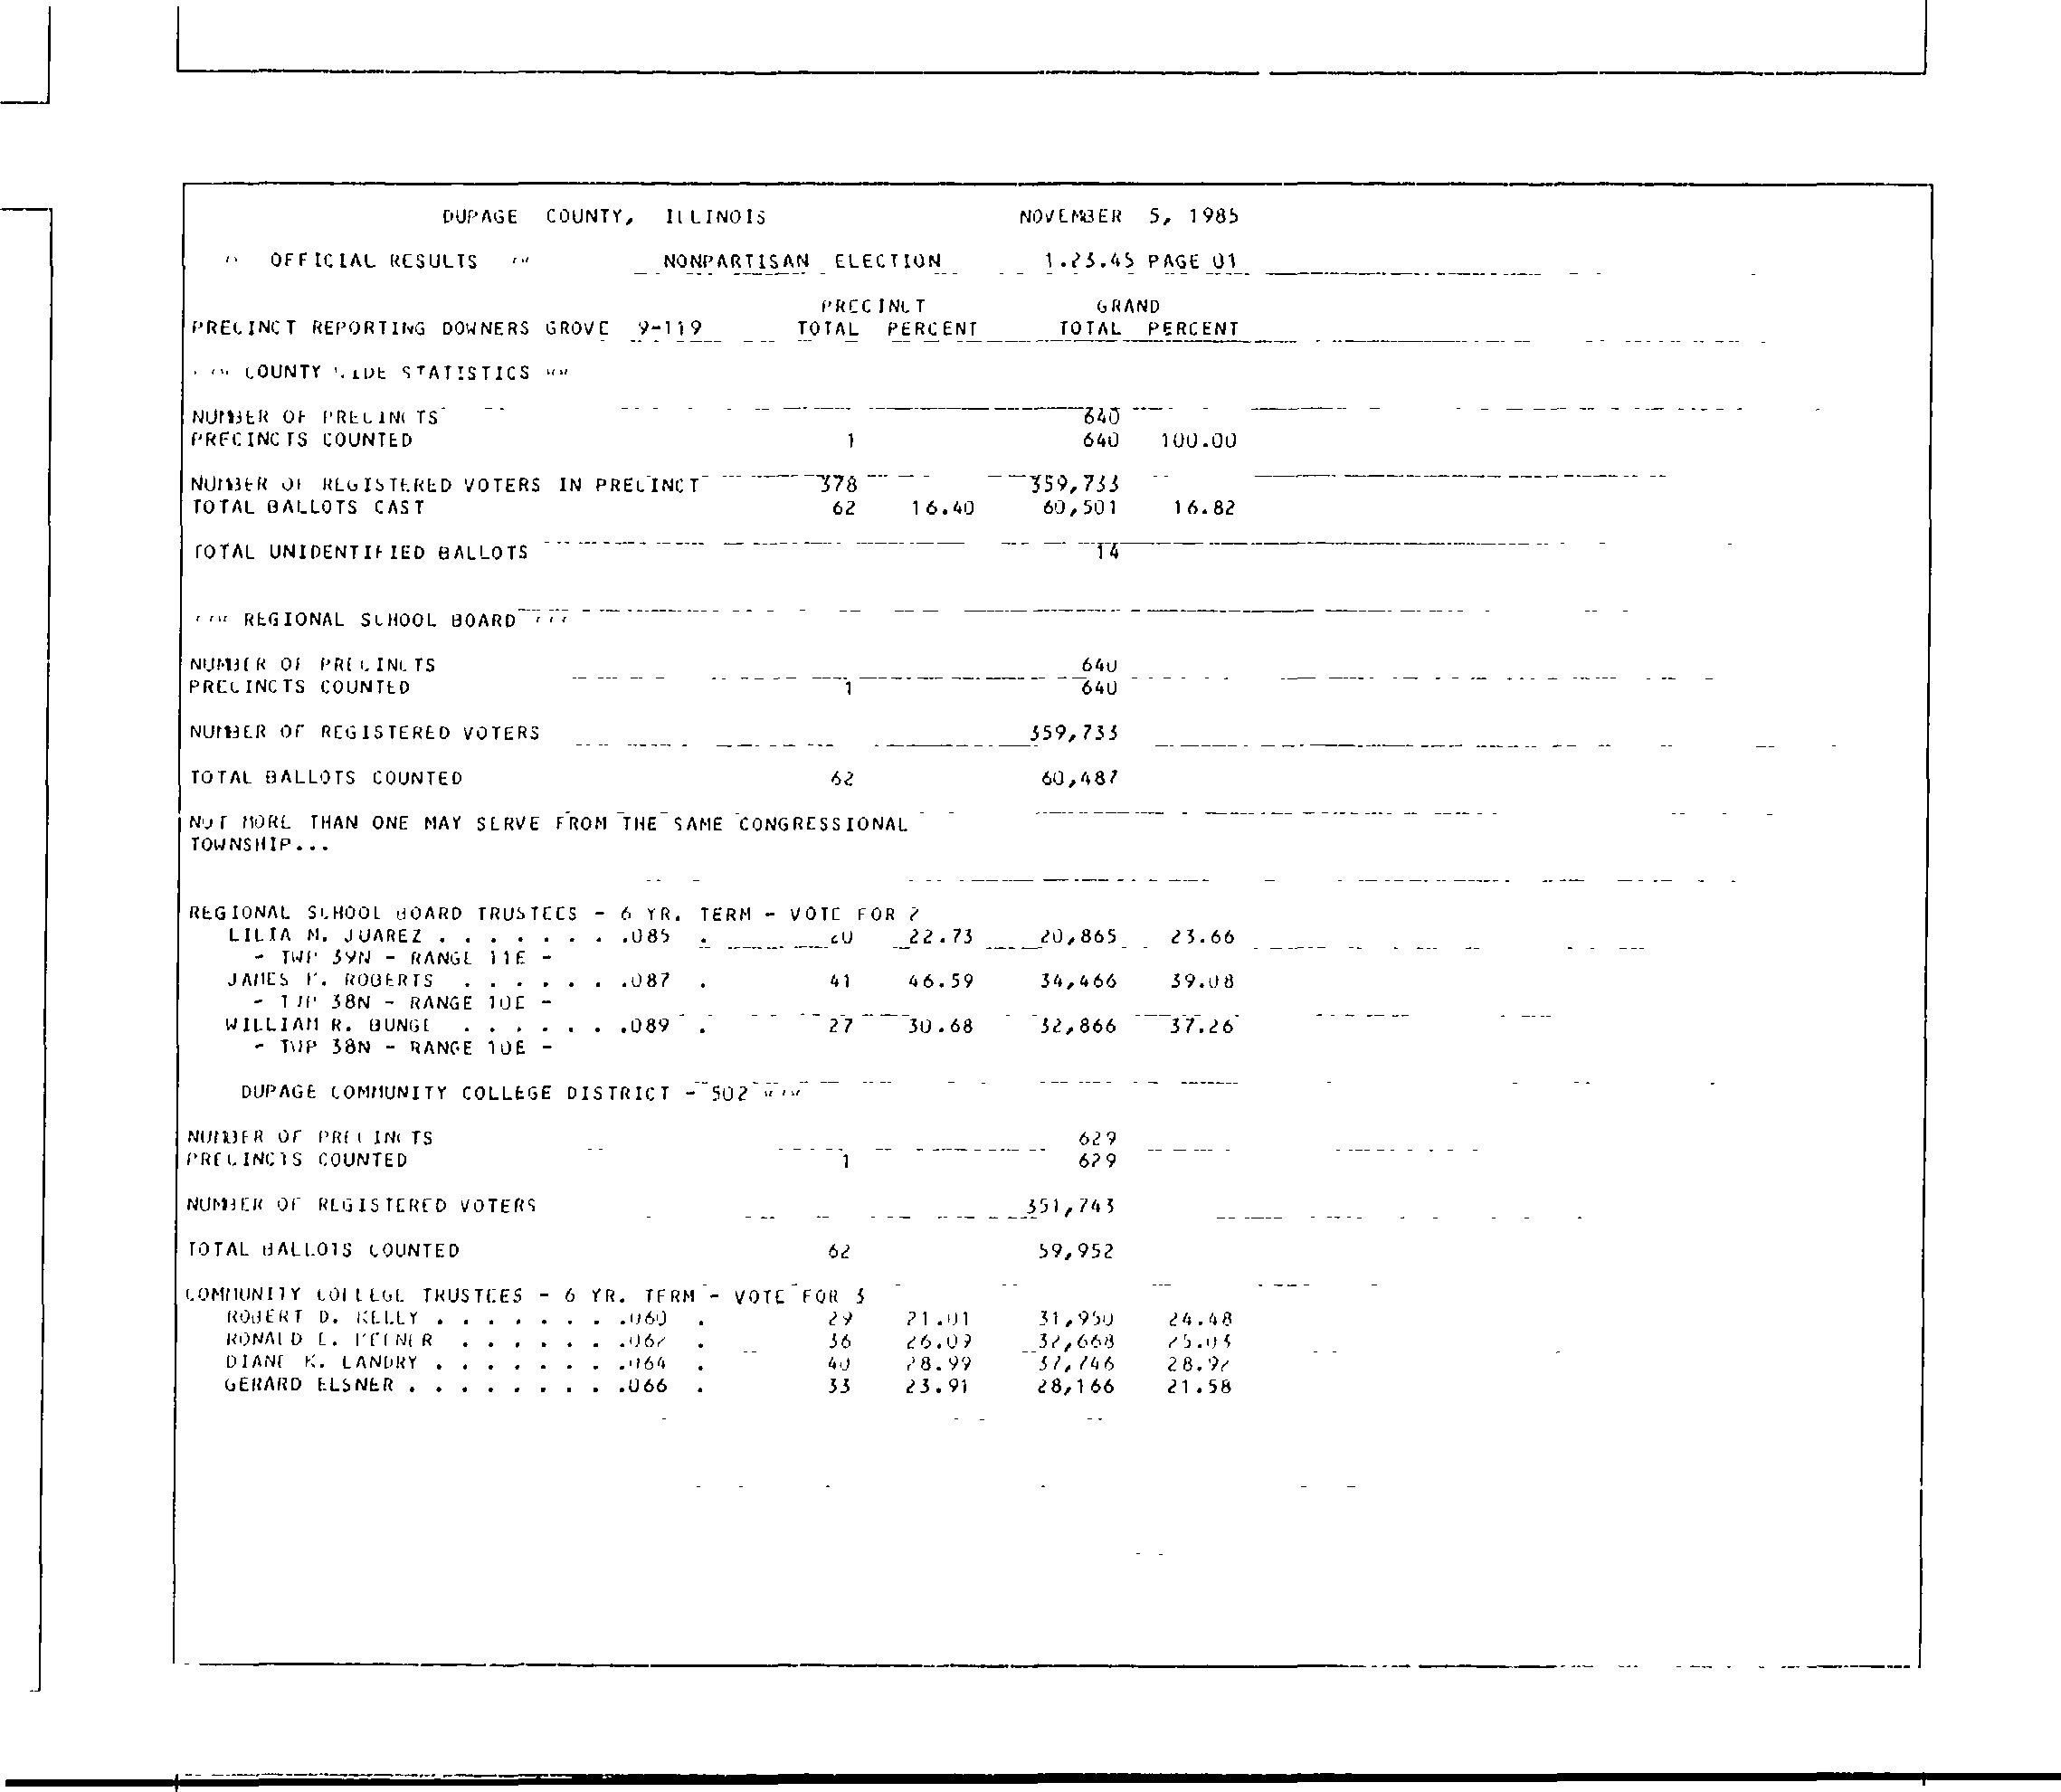 DUPAGE COUNTY, ILLINOIS NOVEMBER 5, 1985
OFFICIAL RESULTS NONPARTISAN ELECTION 1.23.45 PAGE 01
PRECINCT GRAND
PRECINCT REPORTING DOWNERS GROVE 9-119 TOTAL PERCENT TOTAL PERCENT
COUNTY WIDE STATISTICS
NUMBER OF PRECINCTS 640
PRECINCTS COUNTED 1 640 100.00
NUMBER OF REGISTERED VOTERS IN PRECINCT 378 359,733
TOTAL BALLOTS CAST 62 16.40 60,501 16.82
TOTAL UNIDENTIFIED BALLOTS 14
REGIONAL SCHOOL BOARD
NUMBER OF PRECINCTS 640
PRECINCTS COUNTED 1 640
NUMBER OF REGISTERED VOTERS 359,733
TOTAL BALLOTS COUNTED 62 60,487
NOT MORE THAN ONE MAY SERVE FROM THE SAME CONGRESSIONAL
TOWNSHIP...
REGIONAL SCHOOL BOARD TRUSTEES - 6 YR. TERM - VOTE FOR 2
LILIA M. JUAREZ . . . . . . . .085 . 20 22.73 20,865 23.66
- TWP 39N - RANGE 11E -
JAMES ROBERTS . . . . . . .087 . 41 46.59 34,466 39.08
- TWP 38N - RANGE 10E -
WILLIAM R. BUNGE . . . . . . .089 . 27 30.68 32,866 37.26
- TWP 38N - RANGE 10E -
DUPAGE COMMUNITY COLLEGE DISTRICT - 502
NUMBER OF PRECINCTS 629
PRECINCTS COUNTED 1 629
NUMBER OF REGISTERED VOTERS 351,743
TOTAL BALLOTS COUNTED 62 59,952
COMMUNITY COLLEGE TRUSTEES - 6 YR. TERM - VOTE FOR 3
ROBERT D. KELLY . . . . . . . .060 . 29 21.01 31,950 24.48
RONALD . . . . . . .062 . 36 26.09 32,668 25.03
DIANE K. LANDRY . . . . . . . .064 . 40 28.99 37,746 28.92
GERARD ELSNER . . . . . . . . .066 . 33 23.91 28,166 21.58